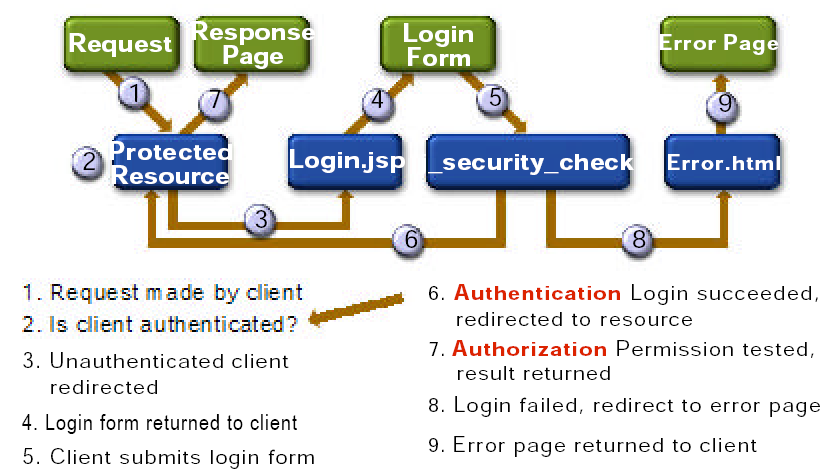 Request
Response
Page
Login
Form
Error Page
1
7
4
5
9
2
Protected
Resource
Login.jsp
_security_check
Error.html
3
6
8
1. Request made by client
2. Is client authenticated?
3. Unauthenticated client
redirected
4. Login form returned to client
5. Client submits login form
6. Authentication Login succeeded,
redirected to resource
7. Authorization Permission tested,
result returned
8. Login failed, redirect to error page
9. Error page returned to client